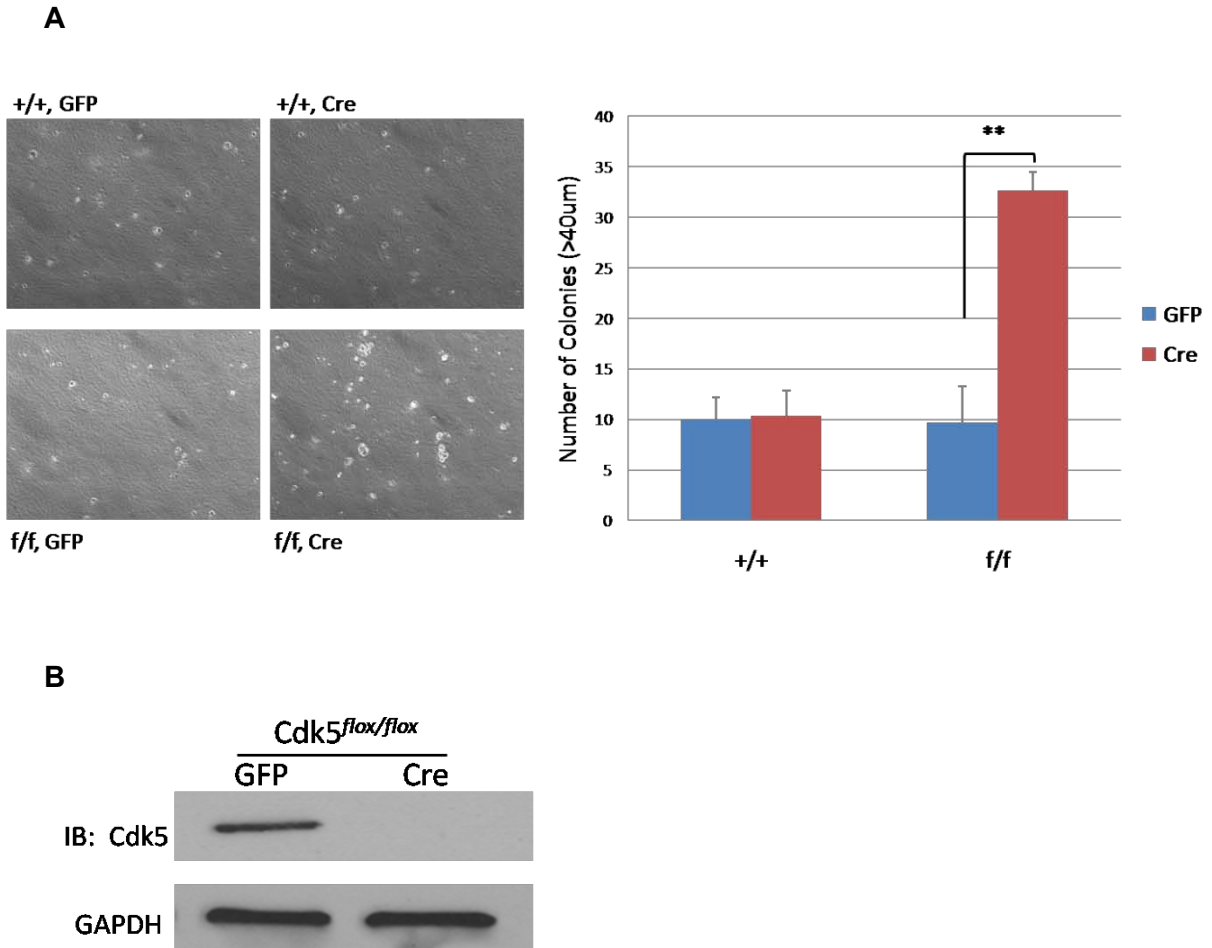 A
+/+, GFP
+/+, Cre
f/f, GFP
f/f, Cre
Number of Colonies (>40um)
40
35
30
25
20
15
10
5
0
**
+/+
f/f
GFP
Cre
B
Cdk5flox/flox
GFP
Cre
IB: Cdk5
GAPDH